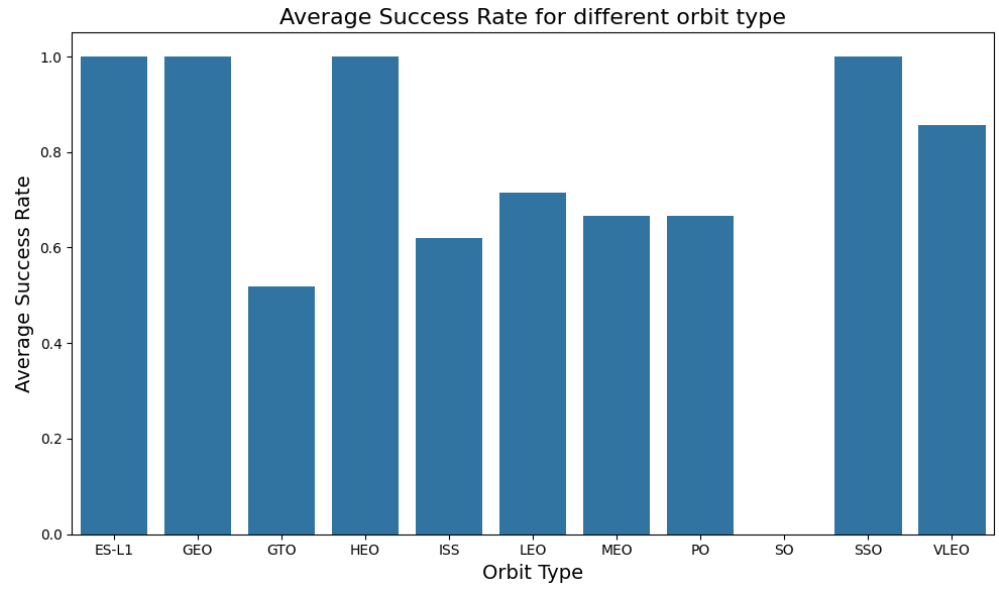 Average Success Rate for different orbit type
Average Success Rate
1.0
0.8
0.6
0.4
0.2
0.0
ES-L1 GEO GTO HEO ISS LEO MEO PO SO SSO VLEO
Orbit Type